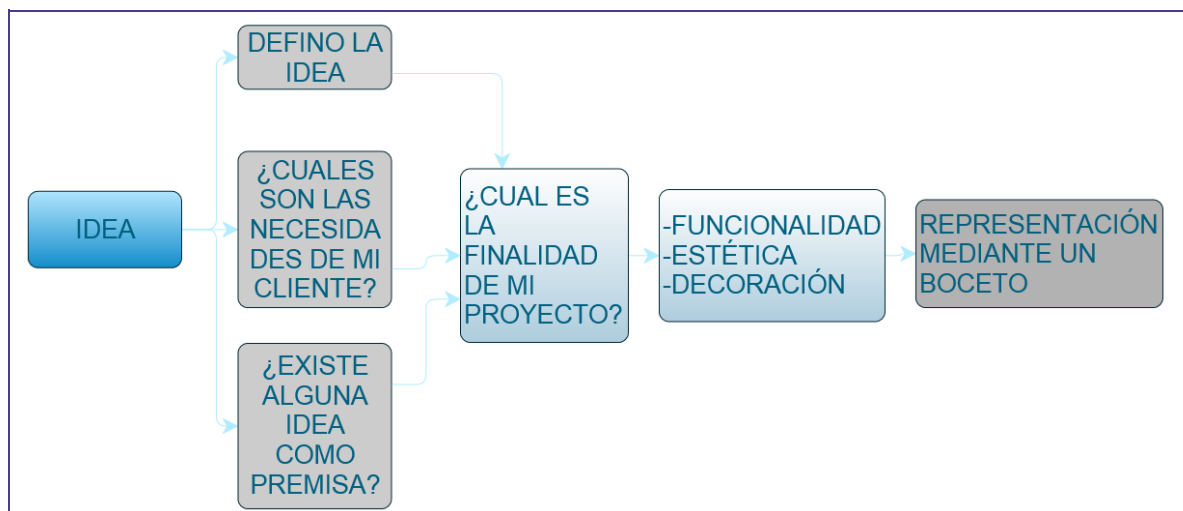 IDEA
DEFINO LA
IDEA
¿CUALES
SON LAS
NECESIDA
DES DE MI
CLIENTE?
¿EXISTE
ALGUNA
IDEA
COMO
PREMISA?
¿CUAL ES
LA
FINALIDAD
DE MI
PROYECTO?
-FUNCIONALIDAD
-ESTÉTICA
-DECORACIÓN
REPRESENTACIÓN
MEDIANTE UN
BOCETO